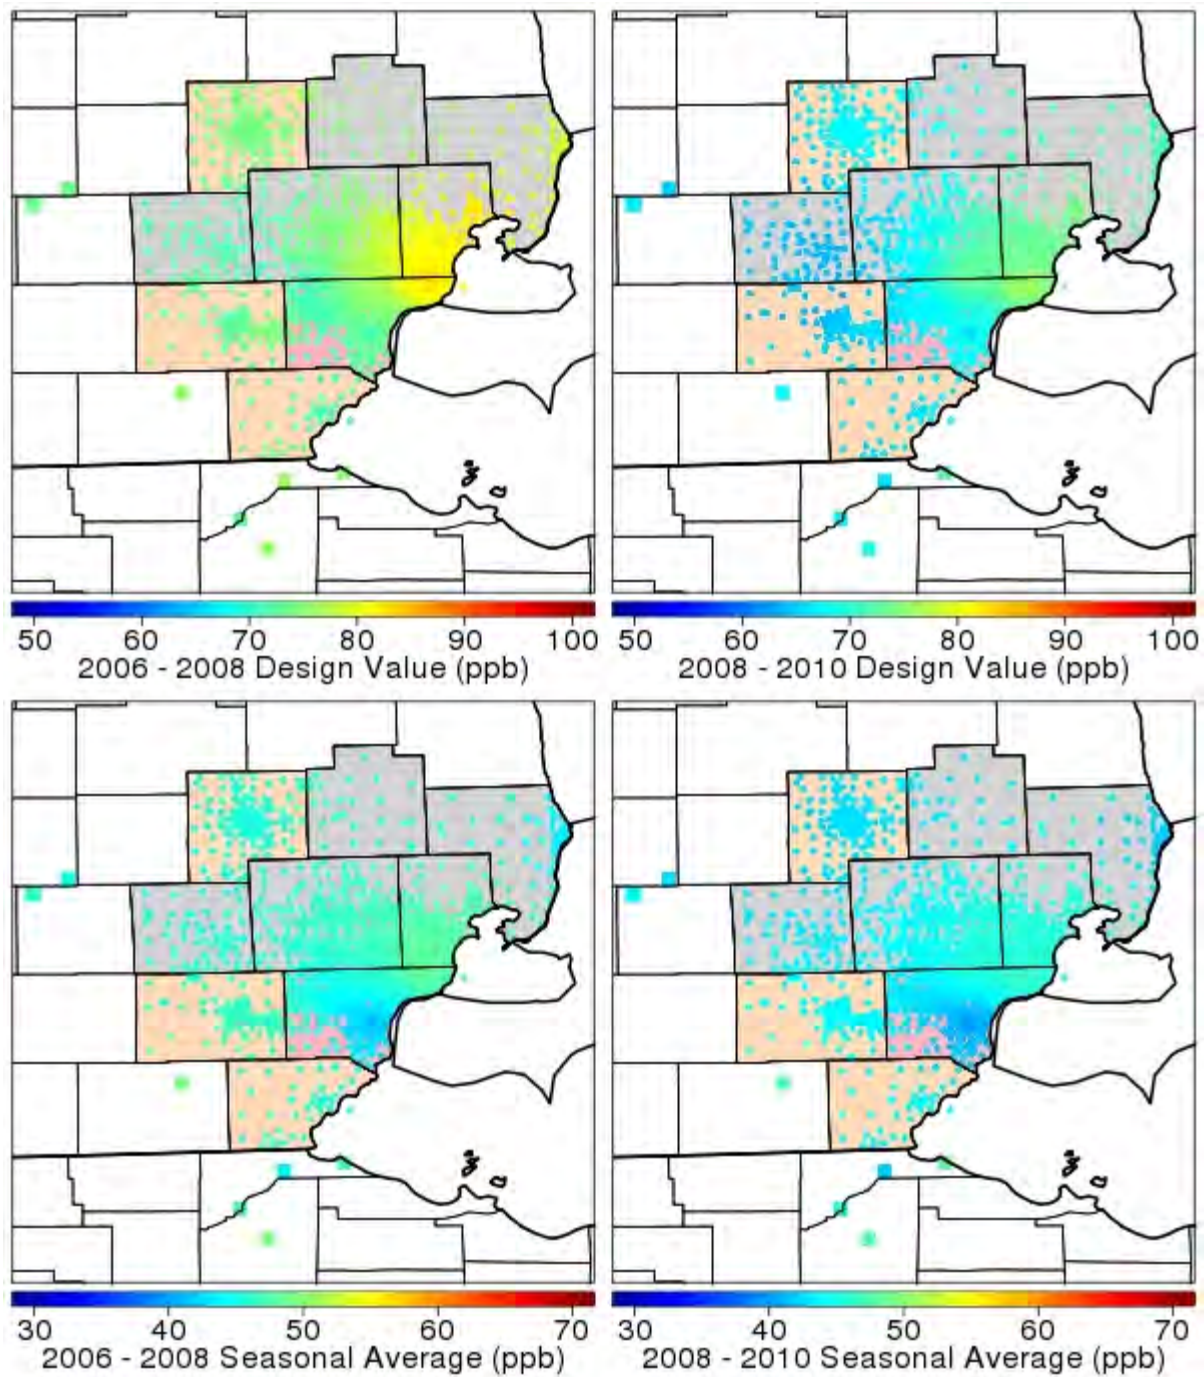 50 60 70 80 90 100
2006 - 2008 Design Value (ppb)
50 60 70 80 90 100
2008 - 2010 Design Value (ppb)
30 40 50 60 70
2006 - 2008 Seasonal Average (ppb)
30 40 50 60 70
2008 - 2010 Seasonal Average (ppb)